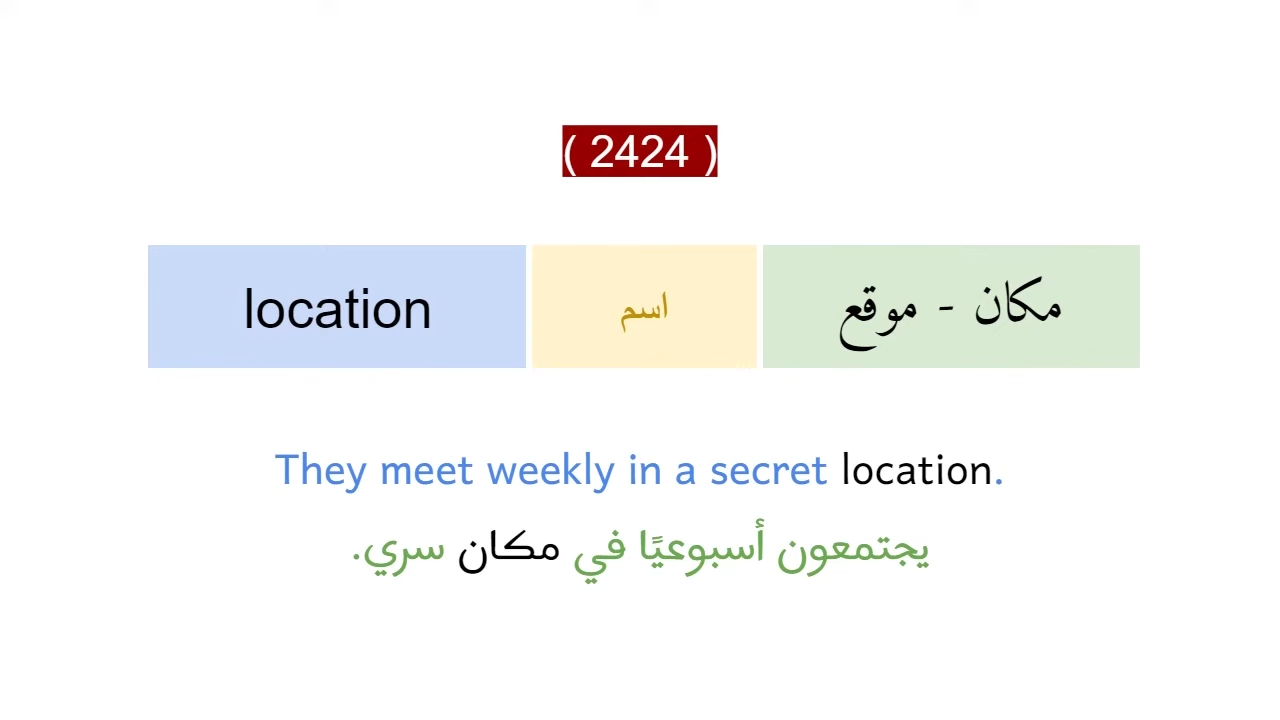 ( 2424 )
location اسم مكان - موقع
They meet weekly in a secret location.
يجتمعون أسبوعيًا في مكان سري.